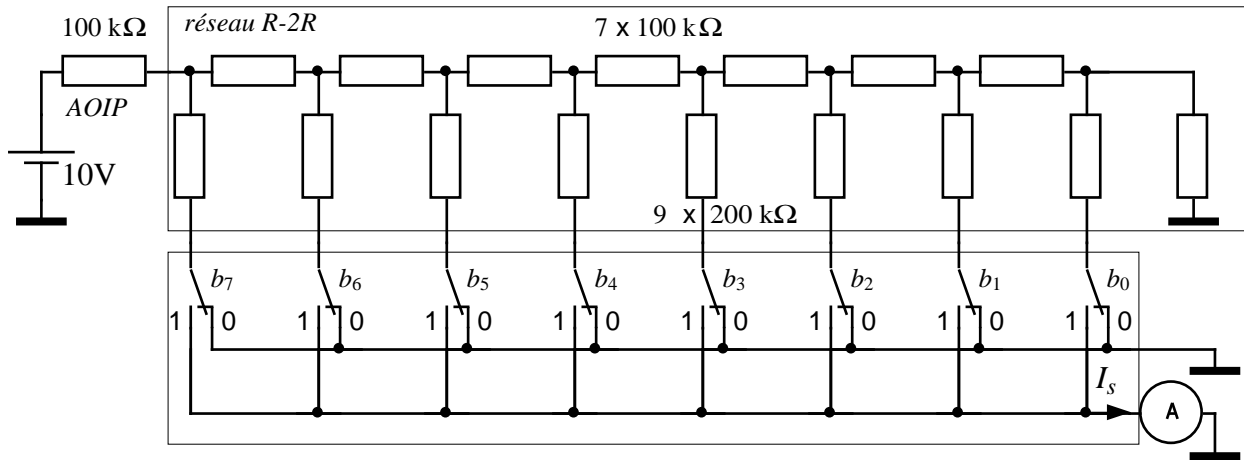 100 kΩ
réseau R-2R
7 x 100 kΩ
AOIP
10V
9 x 200 kΩ
b7 b6 b5 b4 b3 b2 b1 b0
1 0 1 0 1 0 1 0 1 0 1 0 1 0 1 0
Is
A